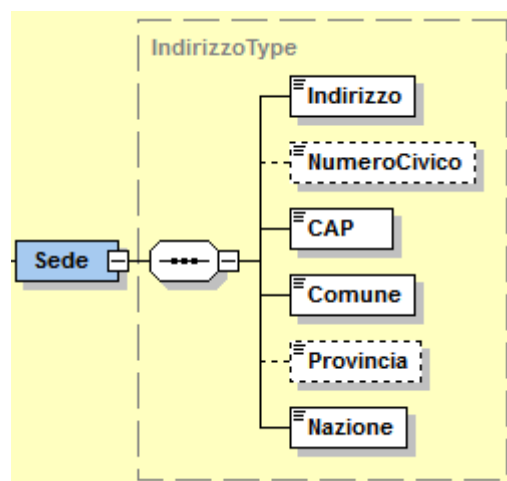 IndirizzoType
Indirizzo
NumeroCivico
CAP
Sede
Comune
Provincia
Nazione